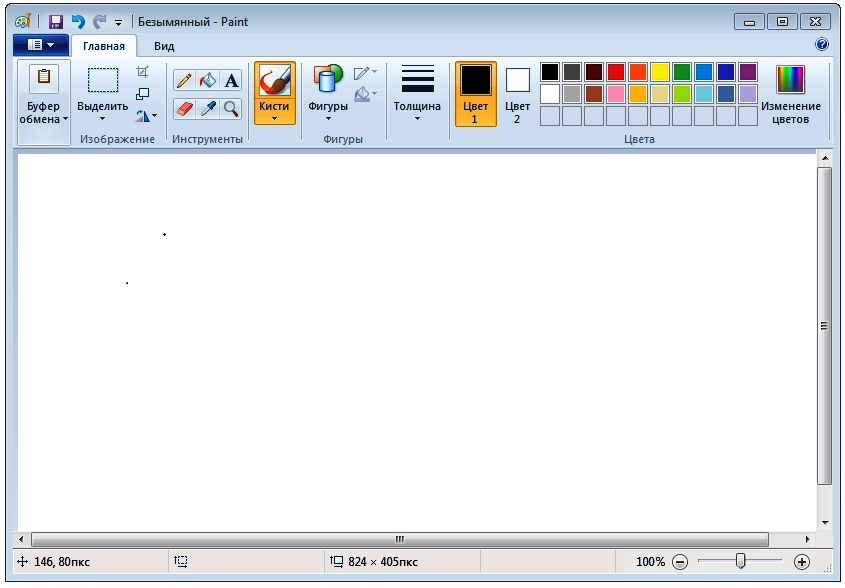 Безымянный - Paint
Главная Вид
Буфер обмена
Выделить
Изображение
A
Инструменты
Кисти
Фигуры
Фигуры
Толщина
Цвет 1
Цвет 2
Изменение цветов
Цвета
146, 80пкс
824 × 405пкс
100%